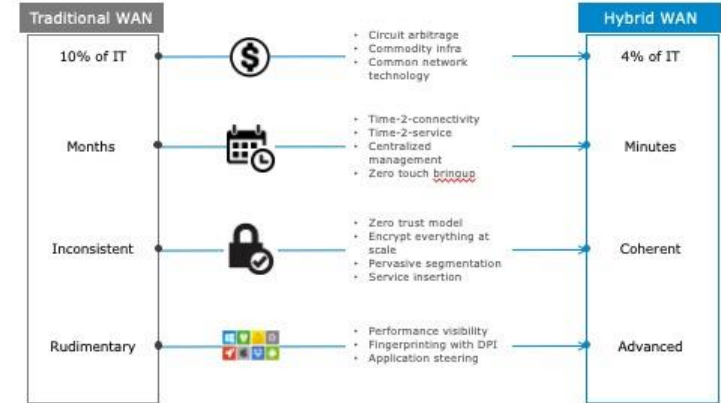 Traditional WAN
Hybrid WAN
10% of IT
• Circuit arbitrage
• Commodity infra
• Common network
technology
4% of IT
Months
• Time-2-connectivity
• Time-2-service
• Centralized
management
• Zero touch bringup
Minutes
Inconsistent
• Zero trust model
• Encrypt everything at
scale
• Pervasive segmentation
• Service insertion
Coherent
Rudimentary
• Performance visibility
• Fingerprinting with DPI
• Application steering
Advanced